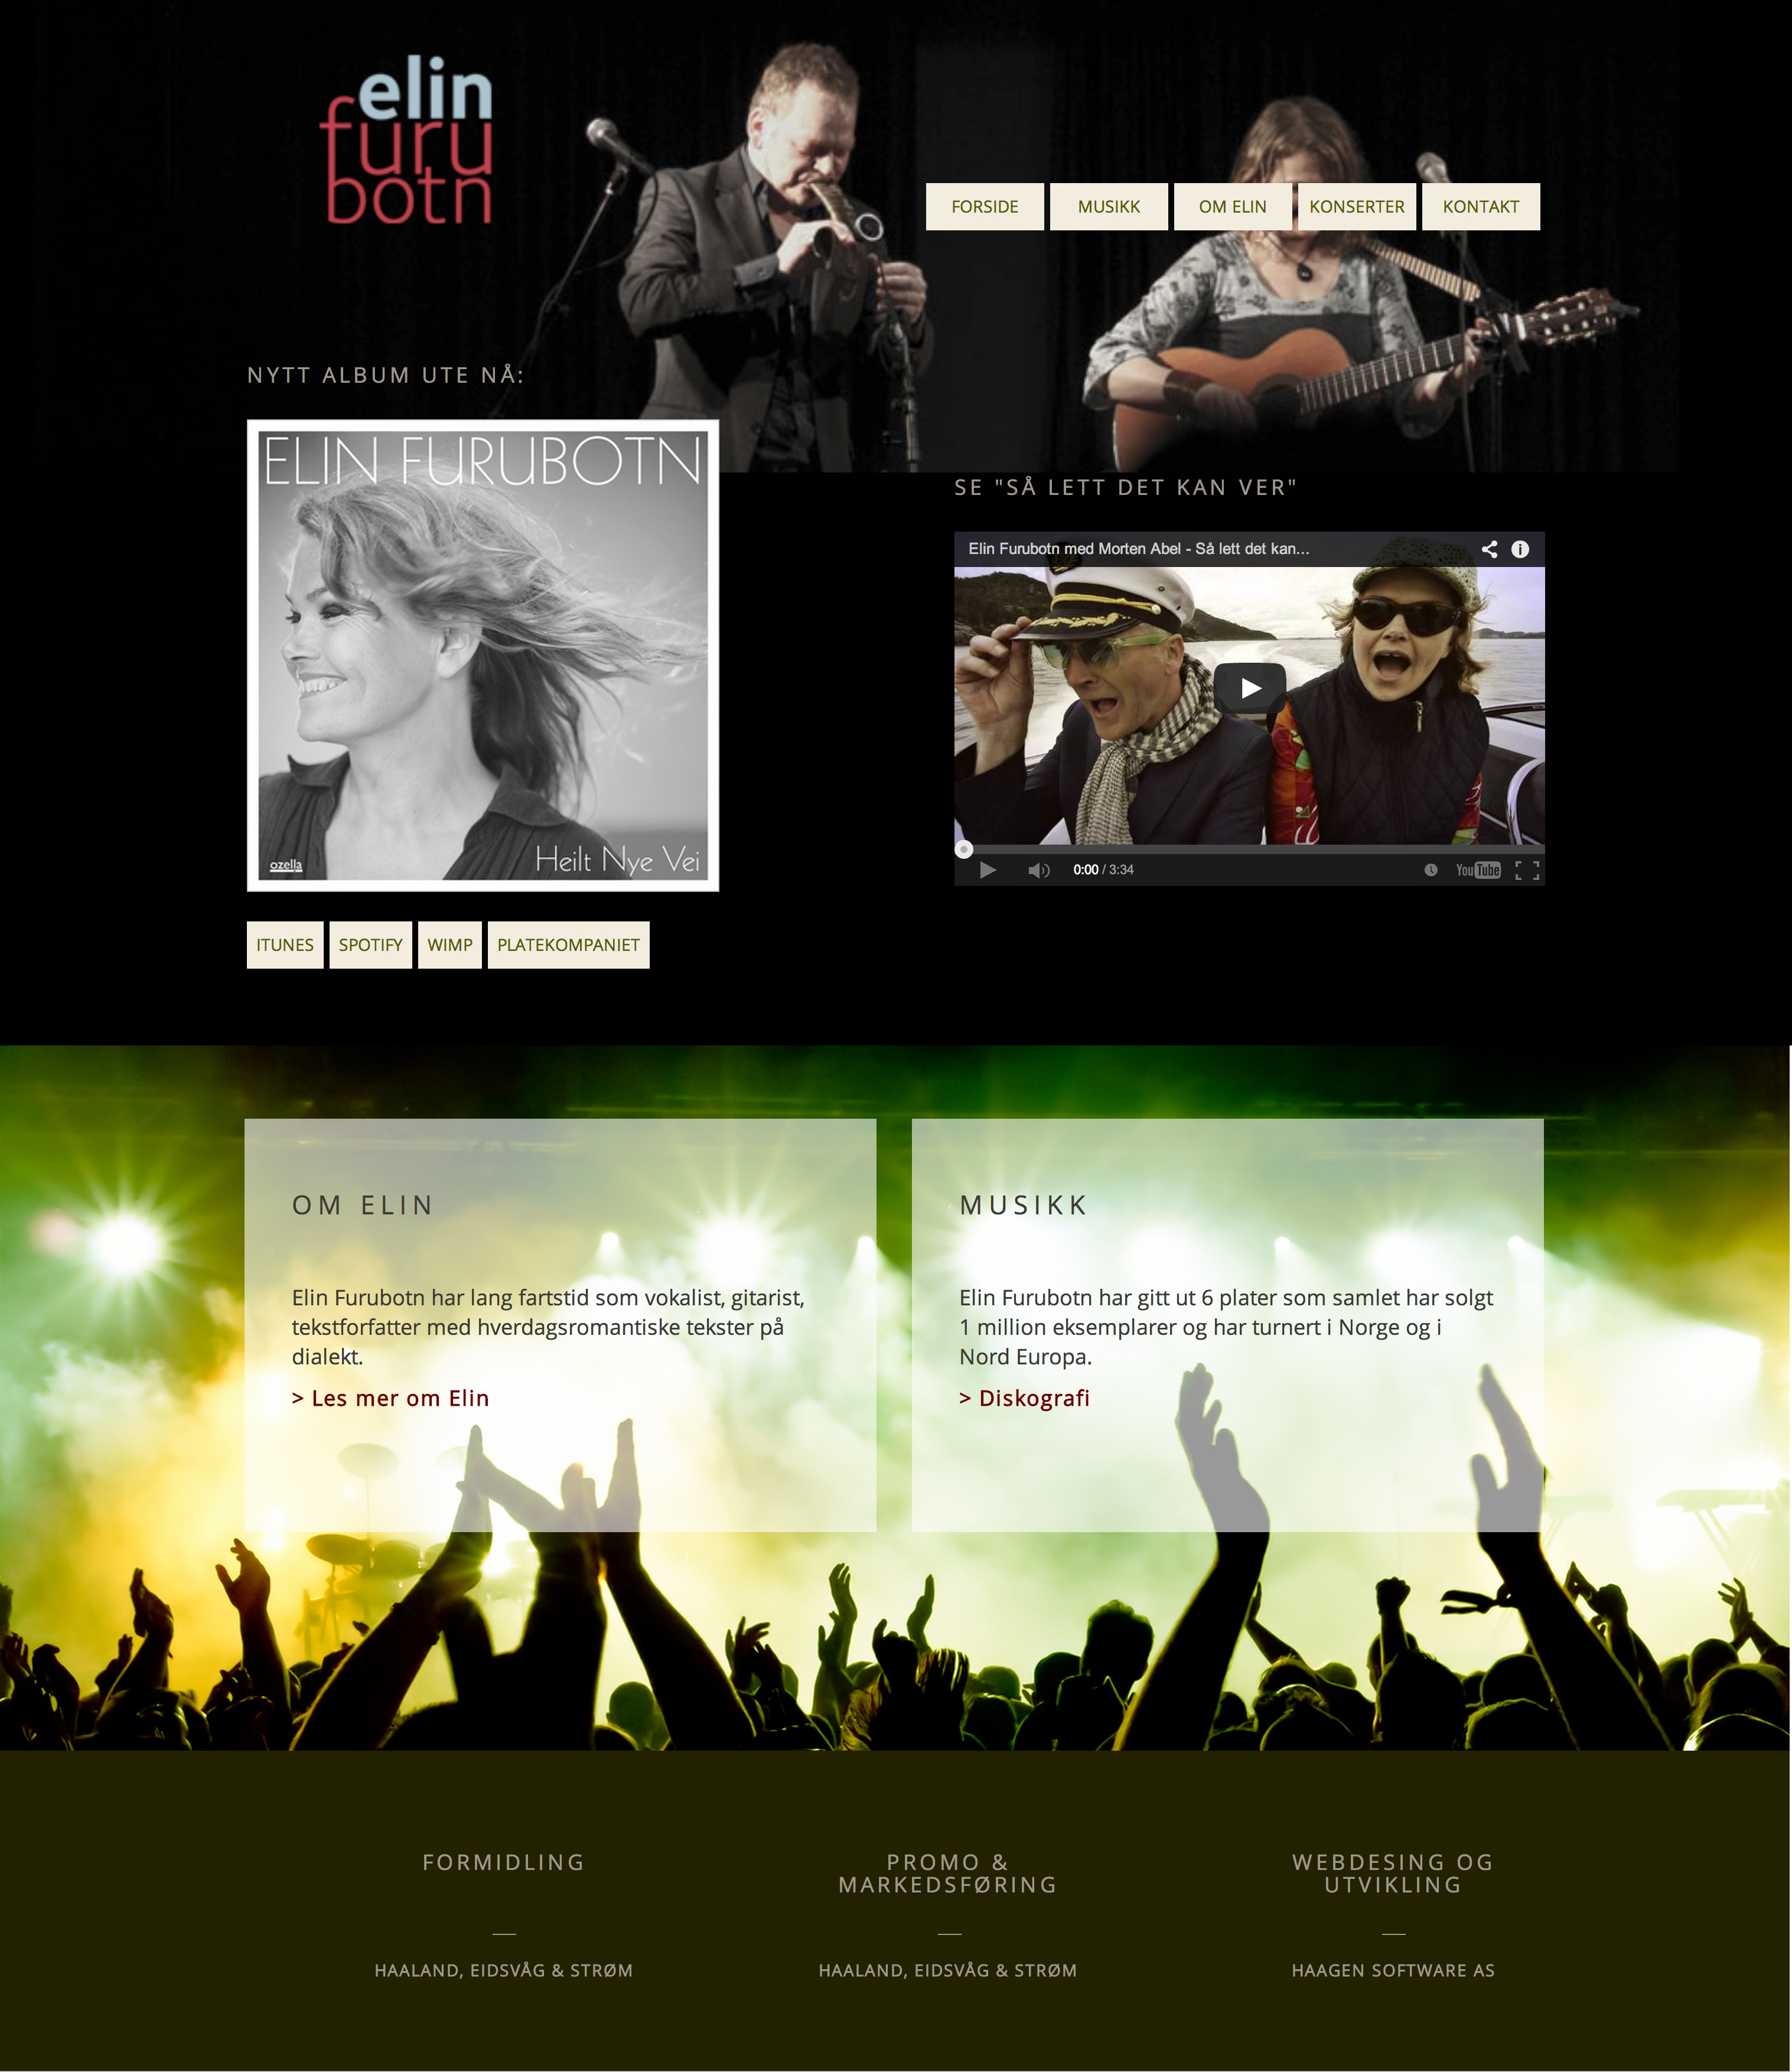 elin
furu
botn
FORSIDE
MUSIKK
OM ELIN
KONSERTER
KONTAKT
NYTT ALBUM UTE NÅ:
ELIN FURUBOTN
ozella
Heilt Nye Vei
ITUNES
SPOTIFY
WIMP
PLATEKOMPANIET
SE "SÅ LETT DET KAN VER"
Elin Furubotn med Morten Abel - Så lett det kan...
0:00 / 3:34
YouTube
OM ELIN
Elin Furubotn har lang fartstid som vokalist, gitarist,
tekstforfatter med hverdagsromantiske tekster på
dialekt.
> Les mer om Elin
MUSIKK
Elin Furubotn har gitt ut 6 plater som samlet har solgt
1 million eksemplarer og har turnert i Norge og i
Nord Europa.
> Diskografi
FORMIDLING
HAALAND, EIDSVÅG & STRØM
PROMO &
MARKEDSFØRING
HAALAND, EIDSVÅG & STRØM
WEBDESING OG
UTVIKLING
HAAGEN SOFTWARE AS